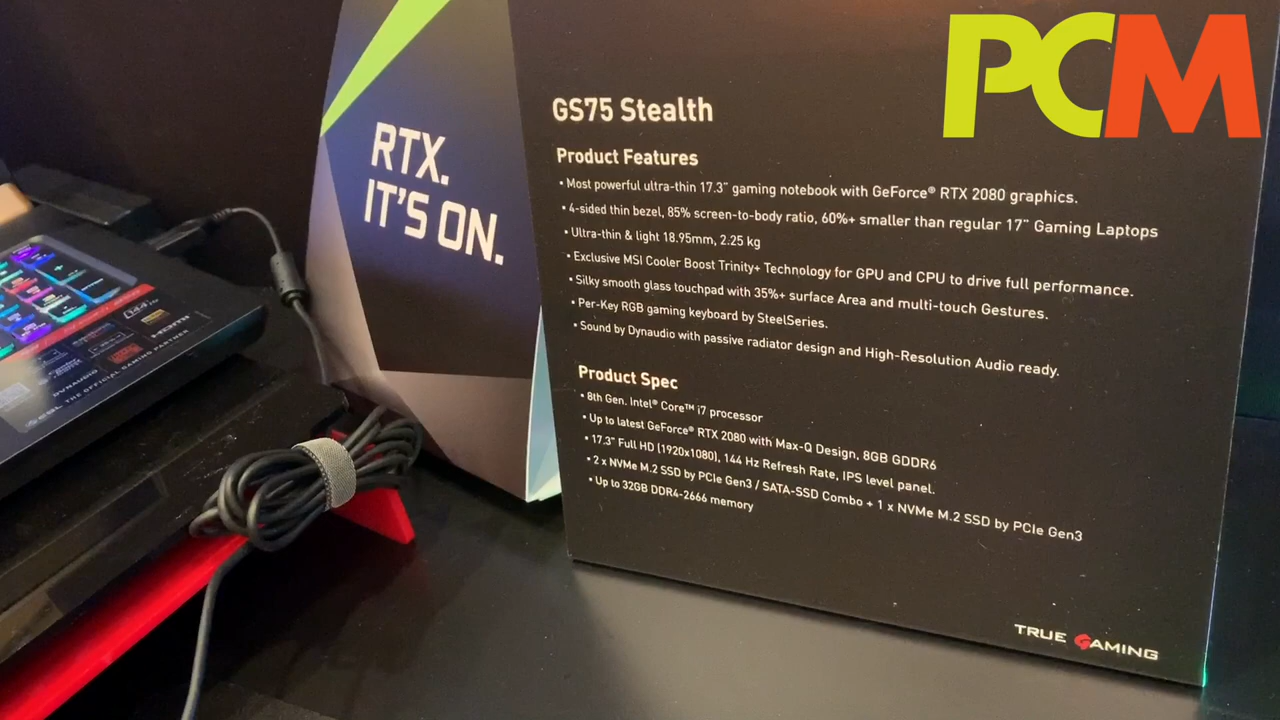 PCM
RTX.
IT'S ON.
GS75 Stealth
Product Features
• Most powerful ultra-thin 17.3" gaming notebook with GeForce® RTX 2080 graphics.
• 4-sided thin bezel, 85% screen-to-body ratio, 60%+ smaller than regular 17" Gaming Laptops
• Ultra-thin & light 18.95mm, 2.25 kg
• Exclusive MSI Cooler Boost Trinity+ Technology for GPU and CPU to drive full performance.
• Silky smooth glass touchpad with 35%+ surface Area and multi-touch Gestures.
• Per-Key RGB gaming keyboard by SteelSeries.
• Sound by Dynaudio with passive radiator design and High-Resolution Audio ready.
Product Spec
• 8th Gen. Intel® Core™ i7 processor
• Up to latest GeForce® RTX 2080 with Max-Q Design, 8GB GDDR6
• 17.3" Full HD (1920x1080), 144 Hz Refresh Rate, IPS level panel.
• 2 x NVMe M.2 SSD by PCIe Gen3 / SATA-SSD Combo + 1 x NVMe M.2 SSD by PCIe Gen3
• Up to 32GB DDR4-2666 memory
TRUE GAMING
HDMI
DYNAUDIO
ESL THE OFFICIAL GAMING PARTNER